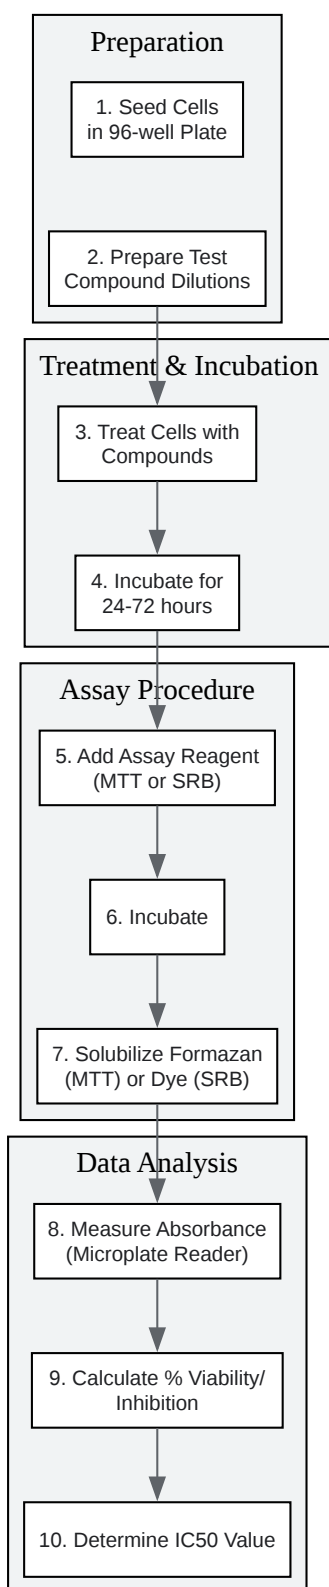 Preparation
1. Seed Cells
in 96-well Plate
2. Prepare Test
Compound Dilutions
Treatment & Incubation
3. Treat Cells with
Compounds
4. Incubate for
24-72 hours
Assay Procedure
5. Add Assay Reagent
(MTT or SRB)
6. Incubate
7. Solubilize Formazan
(MTT) or Dye (SRB)
Data Analysis
8. Measure Absorbance
(Microplate Reader)
9. Calculate % Viability/
Inhibition
10. Determine IC50 Value